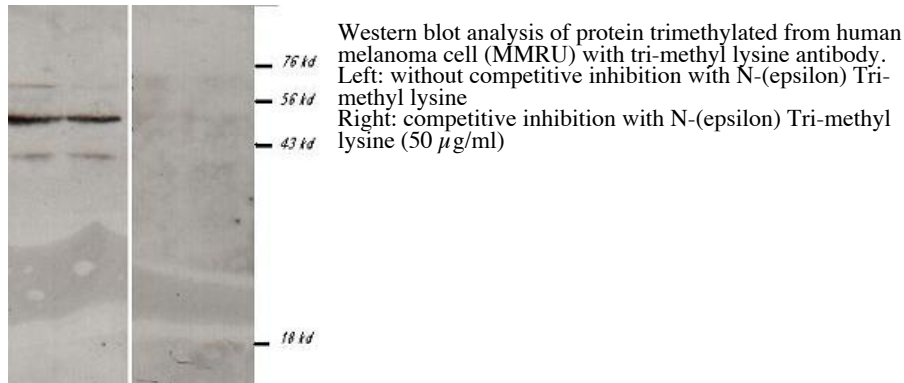 76 kd
56 kd
43 kd
18 kd
Western blot analysis of protein trimethylated from human
melanoma cell (MMRU) with tri-methyl lysine antibody.
Left: without competitive inhibition with N-(epsilon) Tri-
methyl lysine
Right: competitive inhibition with N-(epsilon) Tri-methyl
lysine (50 µg/ml)